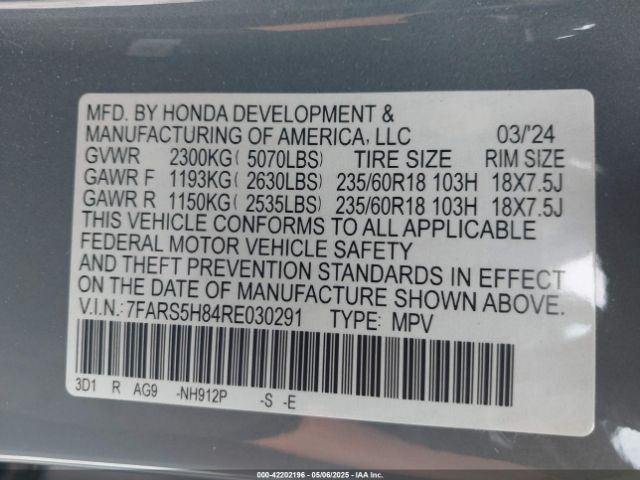 MFD. BY HONDA DEVELOPMENT &
MANUFACTURING OF AMERICA, LLC 03/'24
GVWR 2300KG( 5070LBS) TIRE SIZE RIM SIZE
GAWR F 1193KG( 2630LBS) 235/60R18 103H 18X7.5J
GAWR R 1150KG( 2535LBS) 235/60R18 103H 18X7.5J
THIS VEHICLE CONFORMS TO ALL APPLICABLE
FEDERAL MOTOR VEHICLE SAFETY
AND THEFT PREVENTION STANDARDS IN EFFECT
ON THE DATE OF MANUFACTURE SHOWN ABOVE.
V.I.N.: 7FARS5H84RE030291 TYPE: MPV
3D1 R AG9 -NH912P -S -E
000-42202196 - 05/06/2025 - IAAI.com